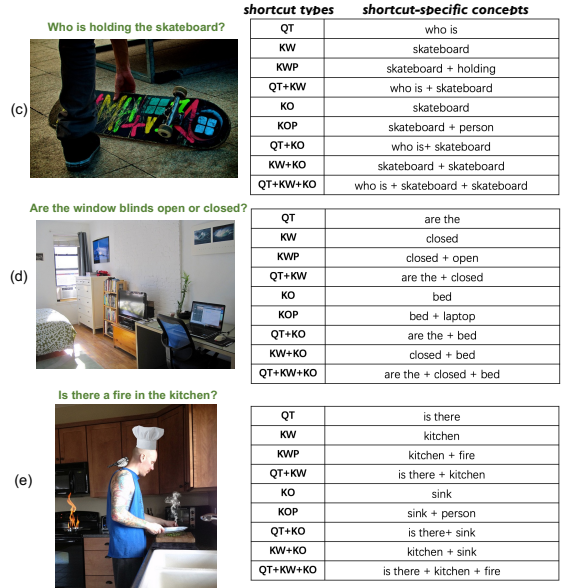 shortcut types shortcut-specific concepts
Who is holding the skateboard?
(c)
QT who is
KW skateboard
KWP skateboard + holding
QT+KW who is + skateboard
KO skateboard
KOP skateboard + person
QT+KO who is+ skateboard
KW+KO skateboard + skateboard
QT+KW+KO who is + skateboard + skateboard
Are the window blinds open or closed?
(d)
QT are the
KW closed
KWP closed + open
QT+KW are the + closed
KO bed
KOP bed + laptop
QT+KO are the + bed
KW+KO closed + bed
QT+KW+KO are the + closed + bed
Is there a fire in the kitchen?
(e)
QT is there
KW kitchen
KWP kitchen + fire
QT+KW is there + kitchen
KO sink
KOP sink + person
QT+KO is there+ sink
KW+KO kitchen + sink
QT+KW+KO is there + kitchen + fire